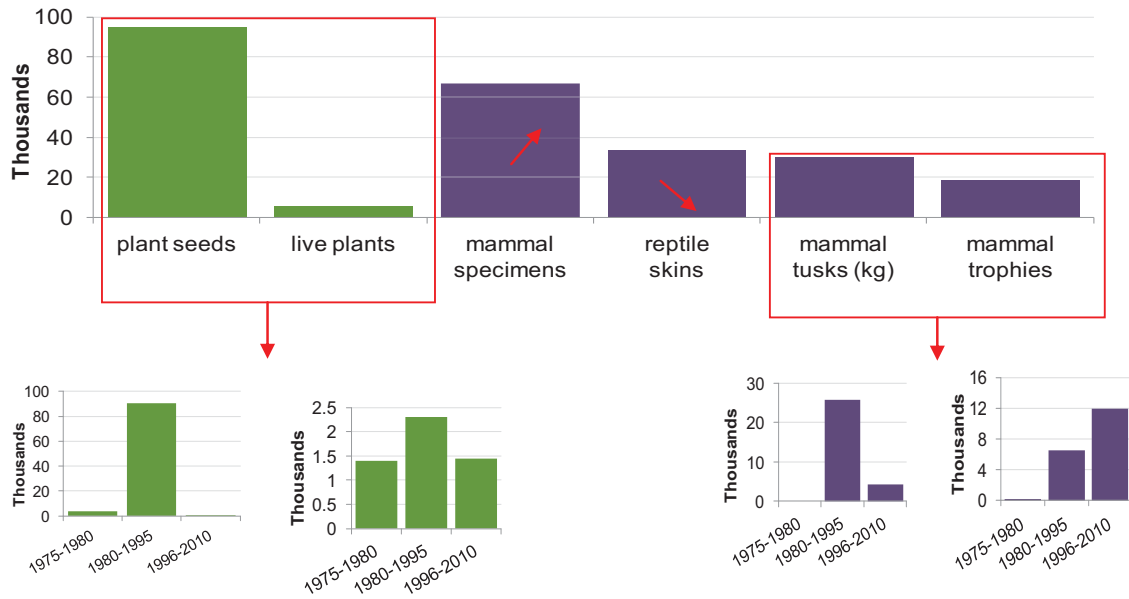 Thousands
100
80
60
40
20
0
plant seeds
live plants
mammal
specimens
reptile
skins
mammal
tusks (kg)
mammal
trophies
Thousands
100
80
60
40
20
0
1975-1980
1980-1995
1996-2010
Thousands
2.5
2
1.5
1
0.5
0
1975-1980
1980-1995
1996-2010
Thousands
30
20
10
0
1975-1980
1980-1995
1996-2010
Thousands
16
12
8
4
0
1975-1980
1980-1995
1996-2010